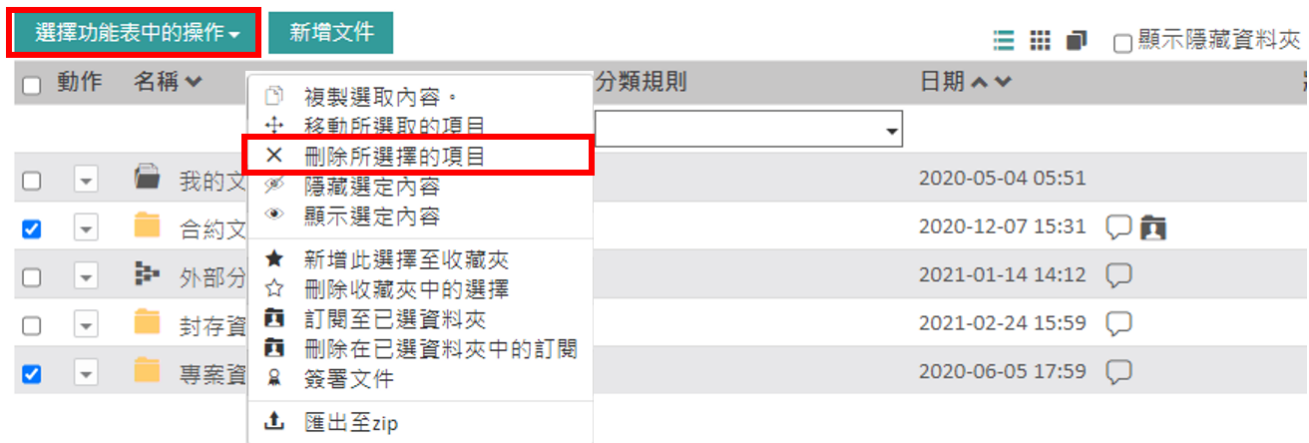 選擇功能表中的操作 新增文件
顯示隱藏資料夾
動作 名稱 分類規則 日期
複製選取內容。
移動所選取的項目
刪除所選擇的項目
隱藏選定內容
顯示選定內容
新增此選擇至收藏夾
刪除收藏夾中的選擇
訂閱至已選資料夾
刪除在已選資料夾中的訂閱
簽署文件
匯出至zip
我的文 2020-05-04 05:51
合約文 2020-12-07 15:31
外部分 2021-01-14 14:12
封存資 2021-02-24 15:59
專案資 2020-06-05 17:59